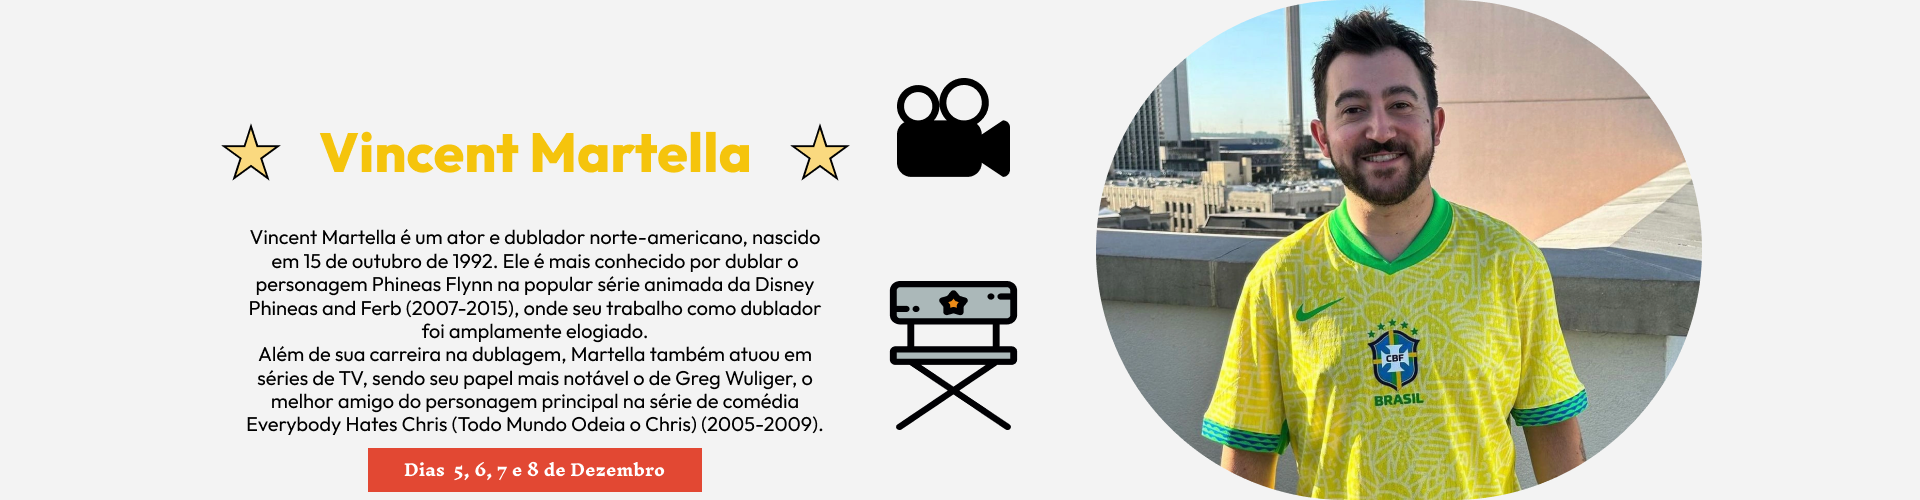 Vincent Martella
Vincent Martella é um ator e dublador norte-americano, nascido
em 15 de outubro de 1992. Ele é mais conhecido por dublar o
personagem Phineas Flynn na popular série animada da Disney
Phineas and Ferb (2007-2015), onde seu trabalho como dublador
foi amplamente elogiado.
Além de sua carreira na dublagem, Martella também atuou em
séries de TV, sendo seu papel mais notável o de Greg Wuliger, o
melhor amigo do personagem principal na série de comédia
Everybody Hates Chris (Todo Mundo Odeia o Chris) (2005-2009).
Dias 5, 6, 7 e 8 de Dezembro
CBF
BRASIL